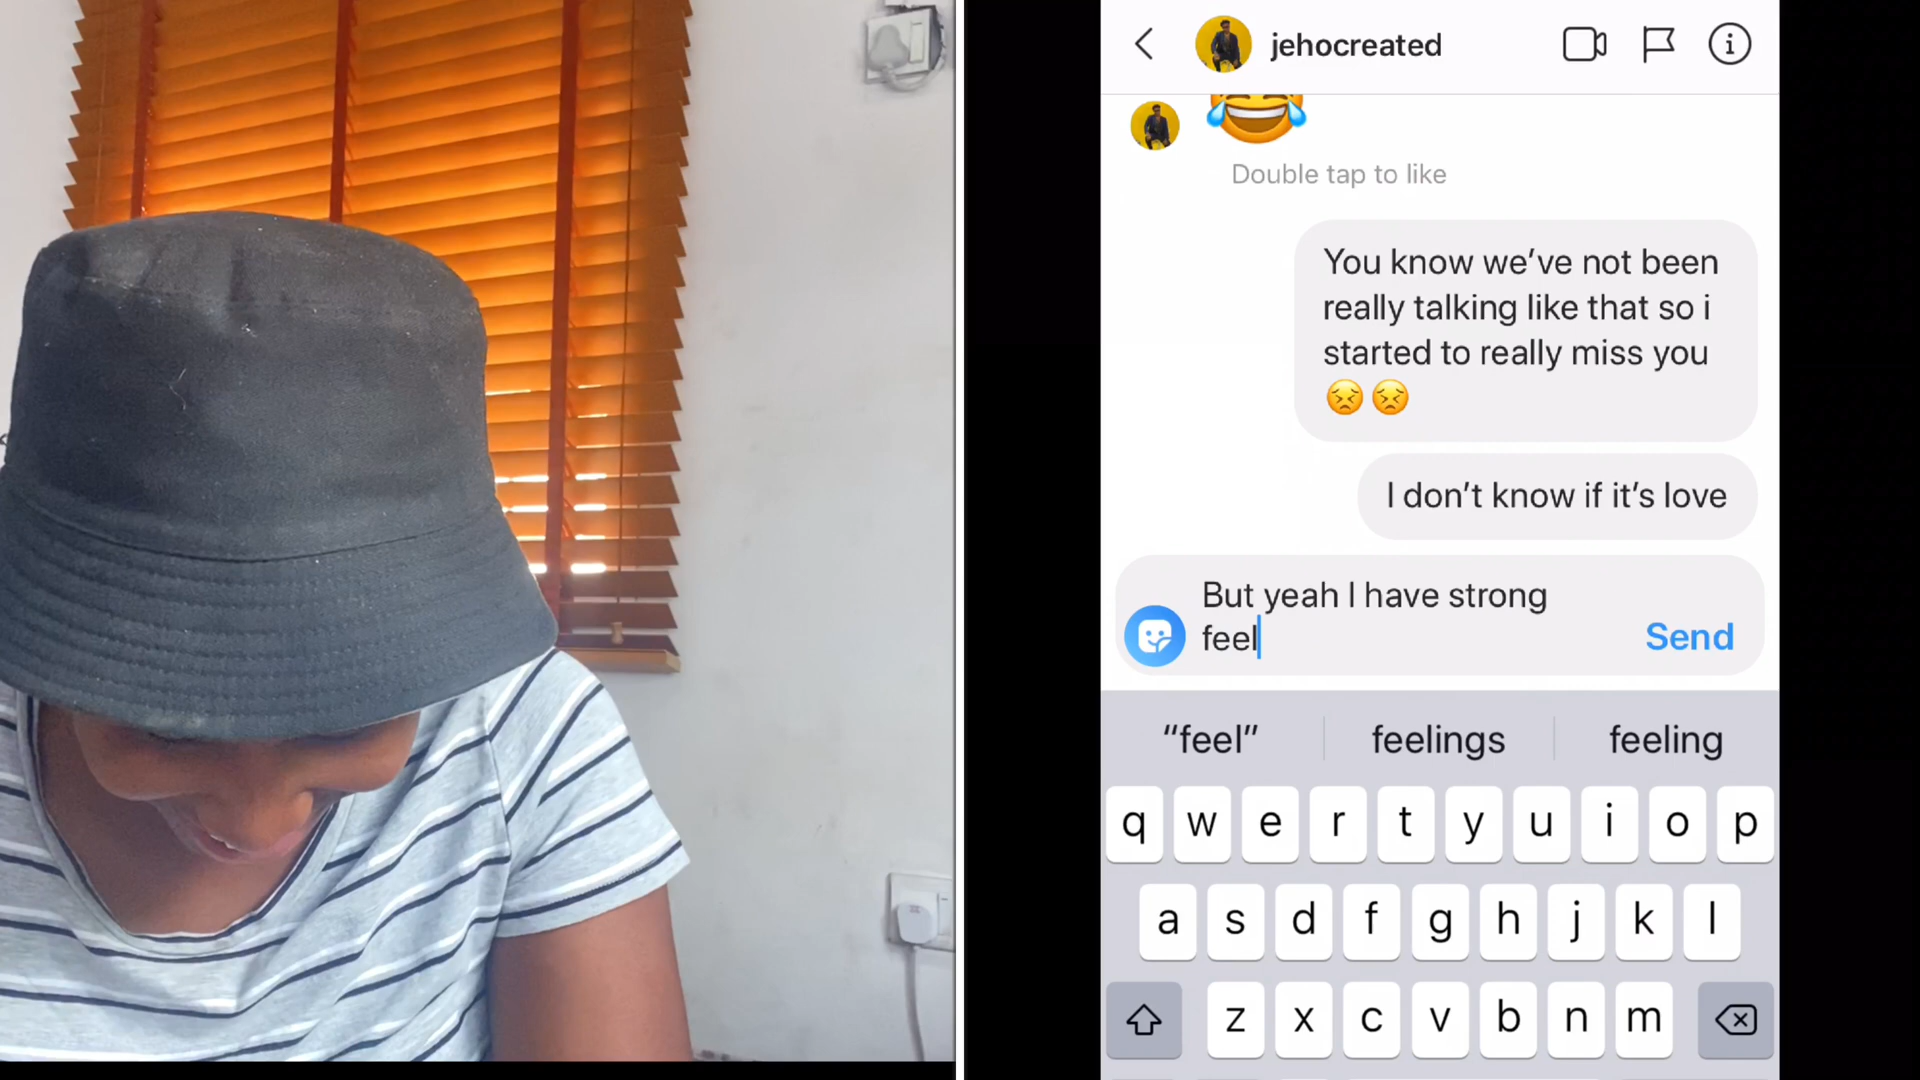 jehocreated
Double tap to like
You know we’ve not been
really talking like that so i
started to really miss you
😣 😣
I don’t know if it’s love
But yeah I have strong
feel
Send
“feel” feelings feeling
q w e r t y u i o p
a s d f g h j k l
z x c v b n m